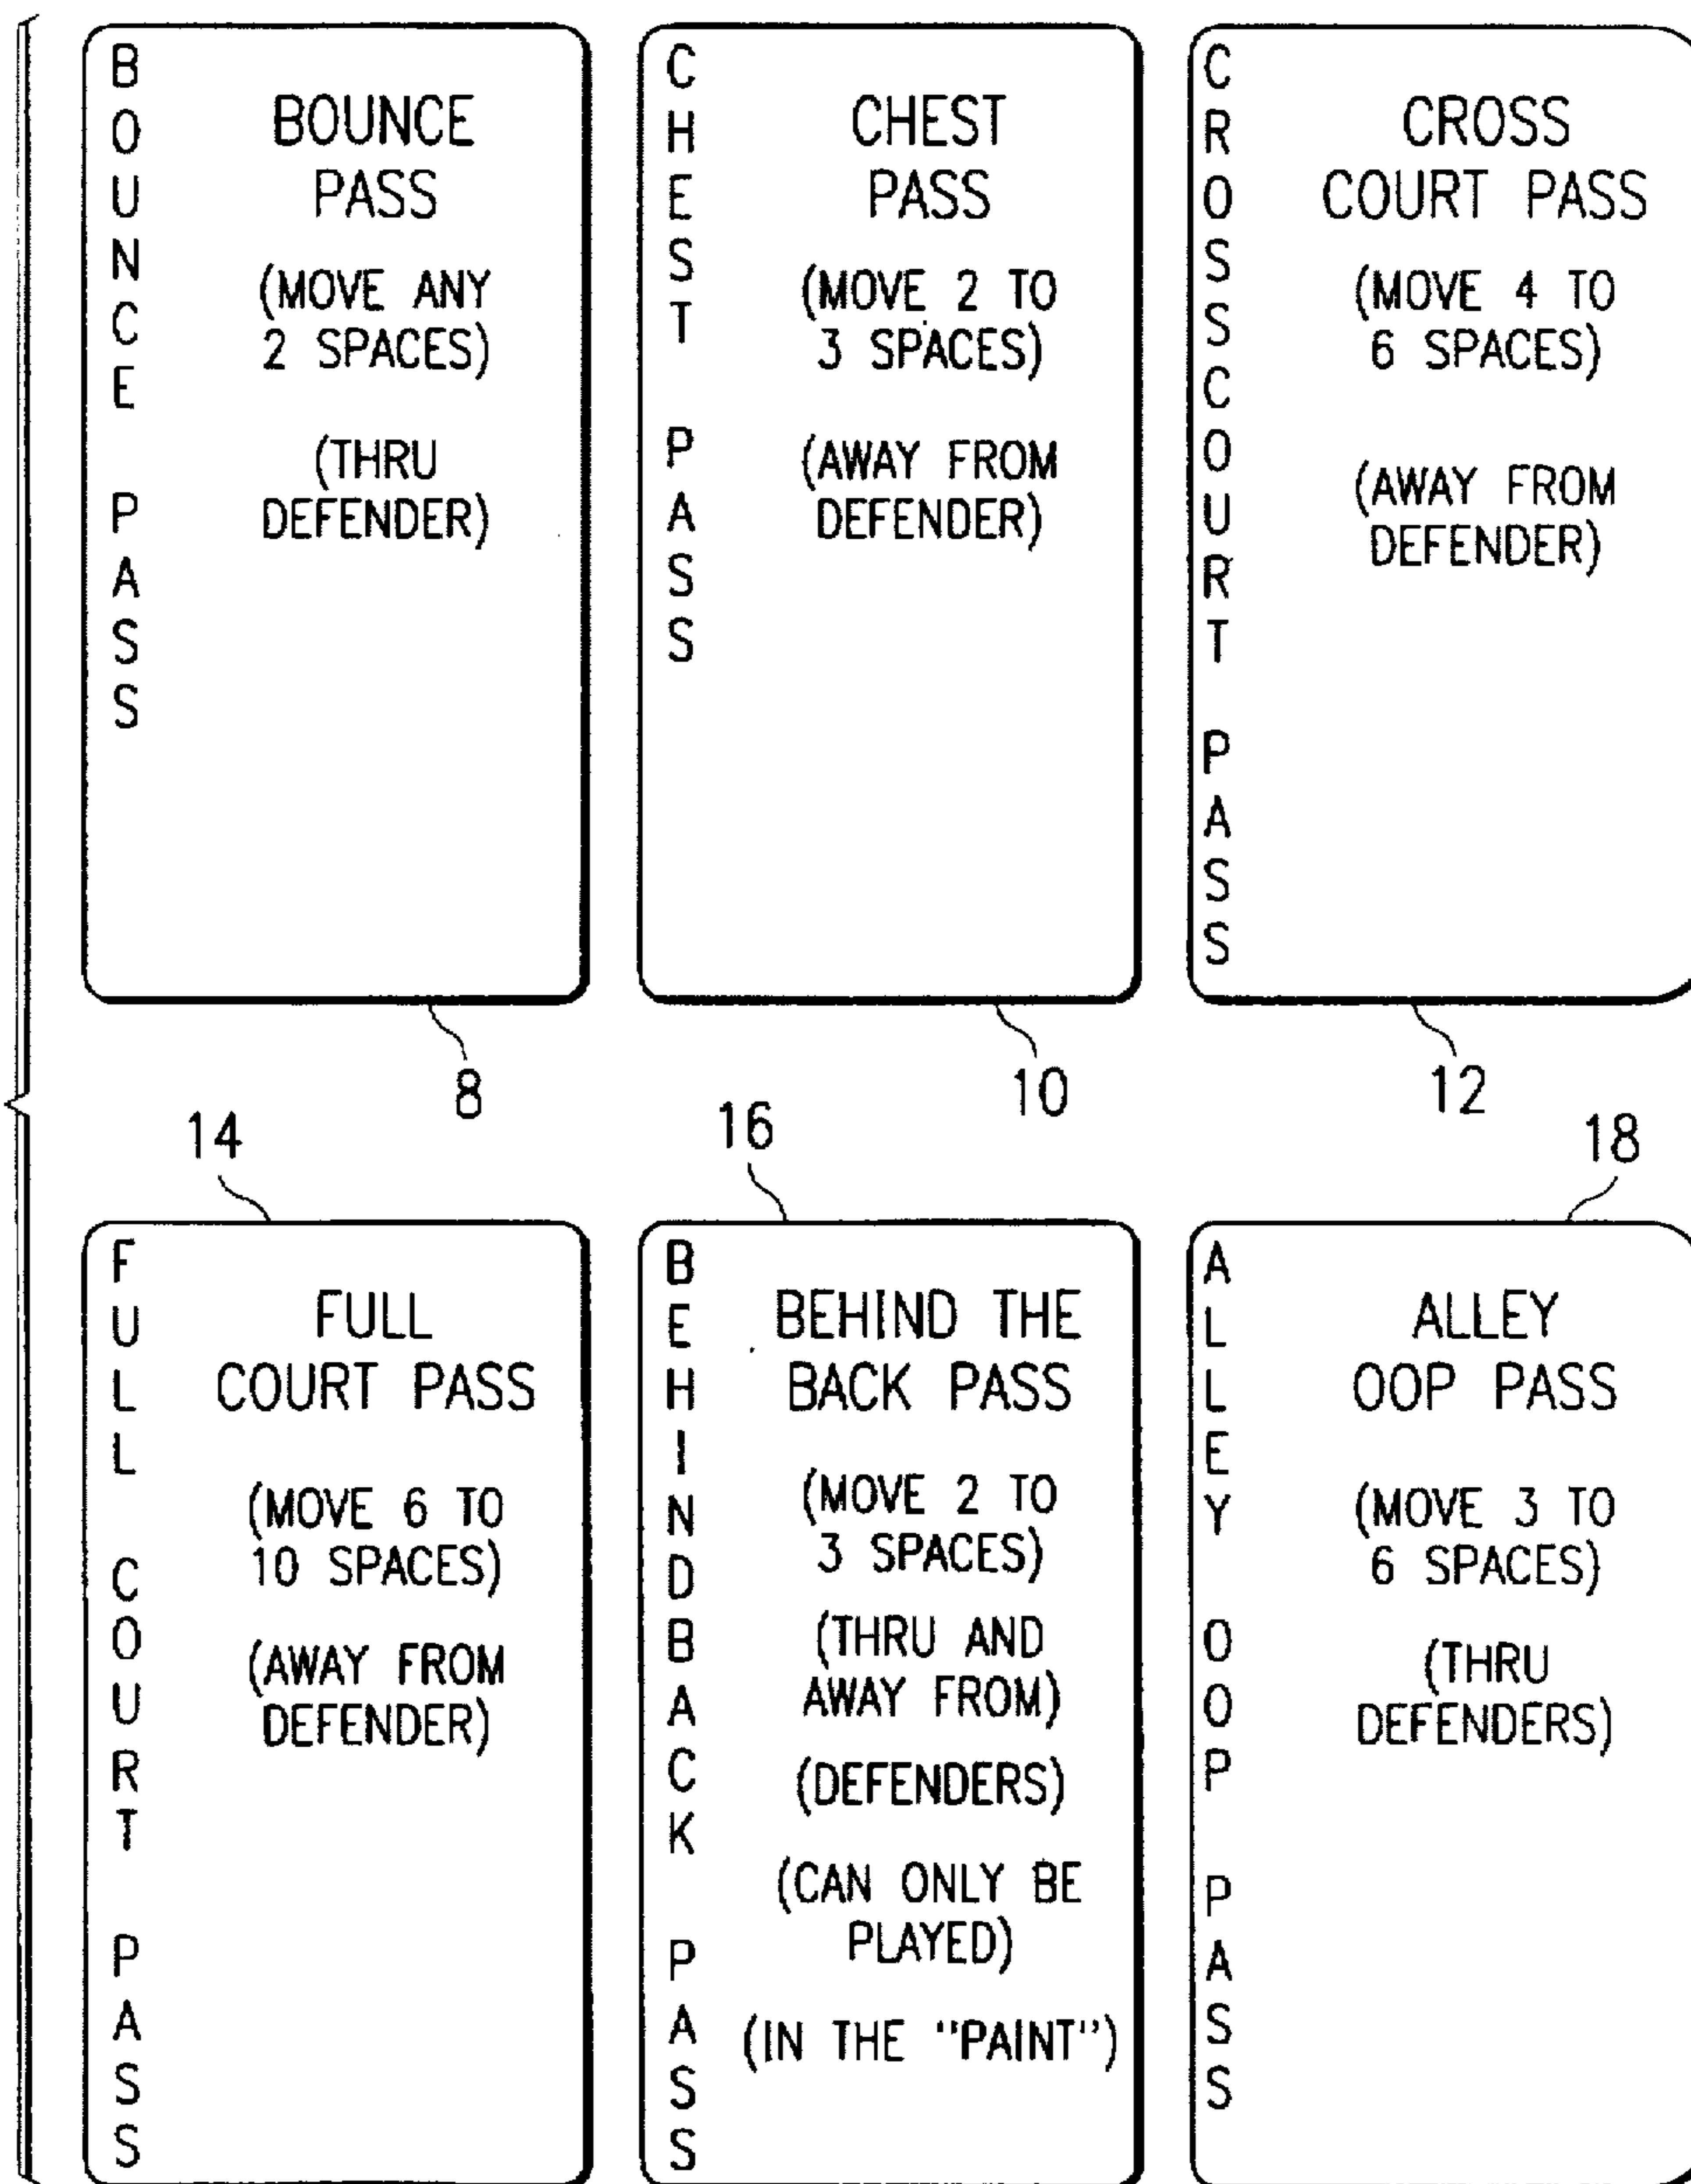 BOUNCE PASS
BOUNCE
PASS
(MOVE ANY
2 SPACES)
(THRU
DEFENDER)
8
CHEST PASS
CHEST
PASS
(MOVE 2 TO
3 SPACES)
(AWAY FROM
DEFENDER)
10
CROSSCOURT PASS
CROSS
COURT PASS
(MOVE 4 TO
6 SPACES)
(AWAY FROM
DEFENDER)
12
14
FULL COURT PASS
FULL
COURT PASS
(MOVE 6 TO
10 SPACES)
(AWAY FROM
DEFENDER)
16
BEHINDBACK PASS
BEHIND THE
BACK PASS
(MOVE 2 TO
3 SPACES)
(THRU AND
AWAY FROM)
(DEFENDERS)
(CAN ONLY BE
PLAYED)
(IN THE "PAINT")
18
ALLEY OOP PASS
ALLEY
OOP PASS
(MOVE 3 TO
6 SPACES)
(THRU
DEFENDERS)